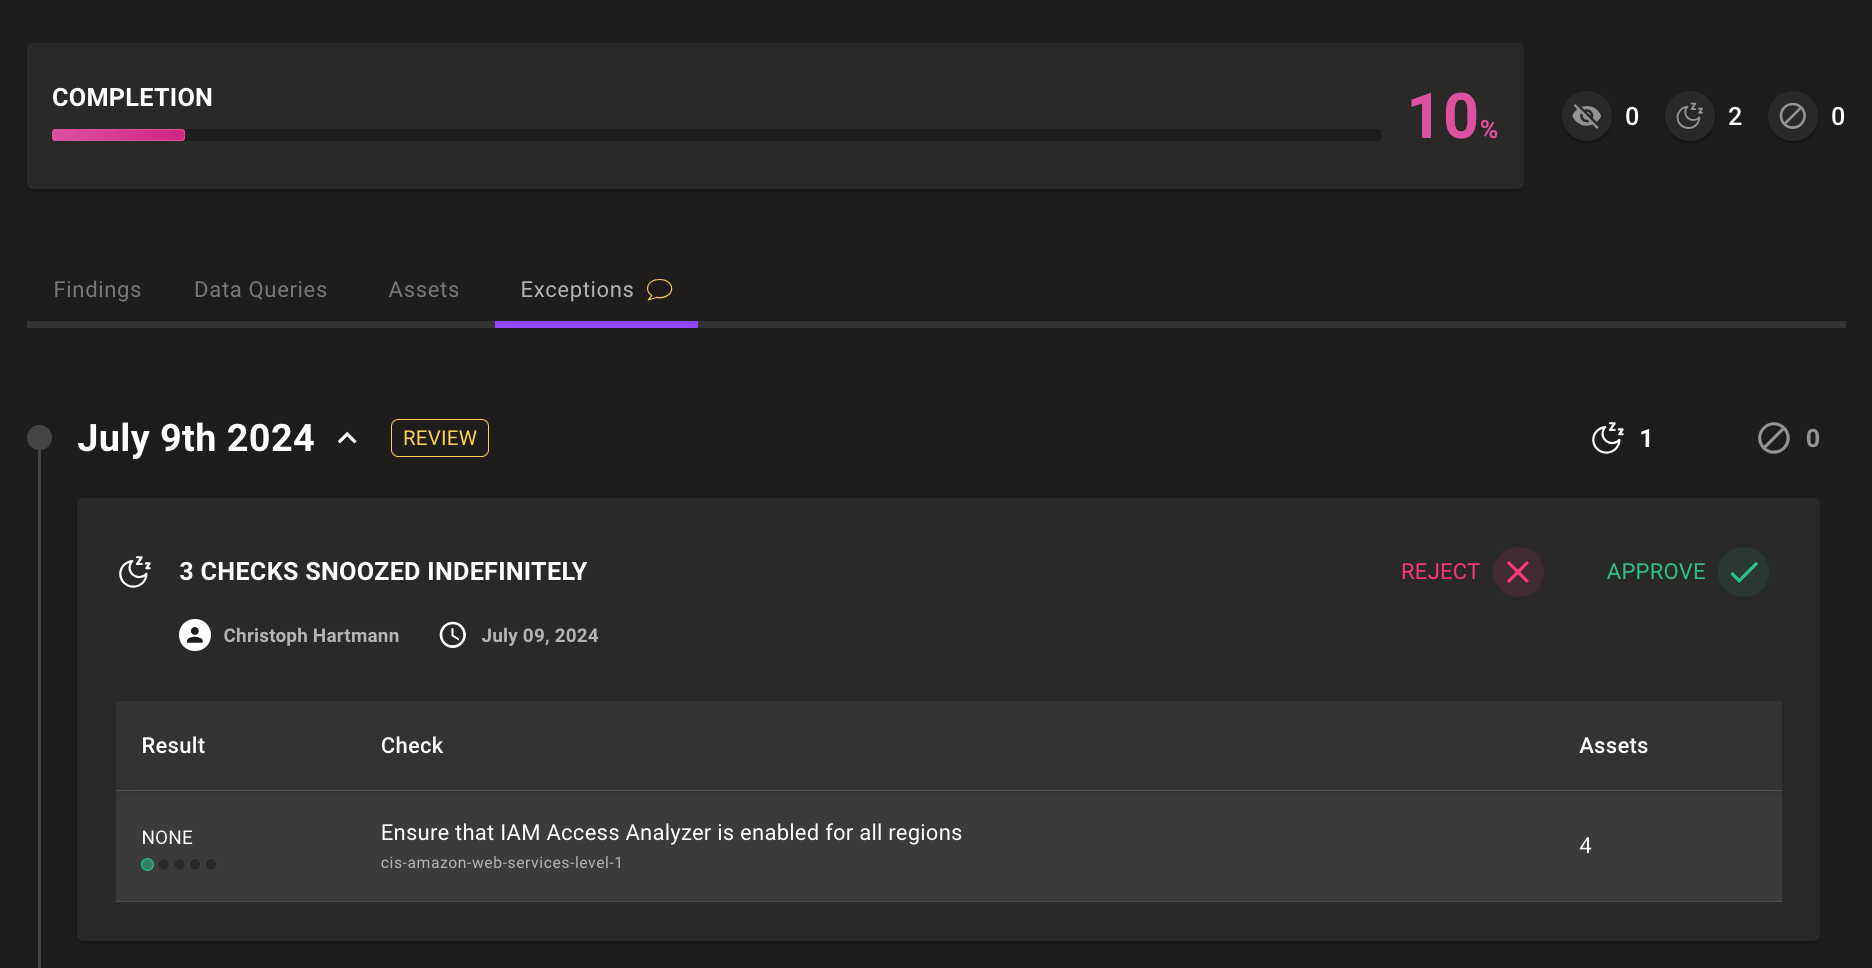 COMPLETION
10%
0
2
0
Findings
Data Queries
Assets
Exceptions
July 9th 2024
REVIEW
1
0
3 CHECKS SNOOZED INDEFINITELY
REJECT
APPROVE
Christoph Hartmann
July 09, 2024
Result
Check
Assets
NONE
Ensure that IAM Access Analyzer is enabled for all regions
cis-amazon-web-services-level-1
4